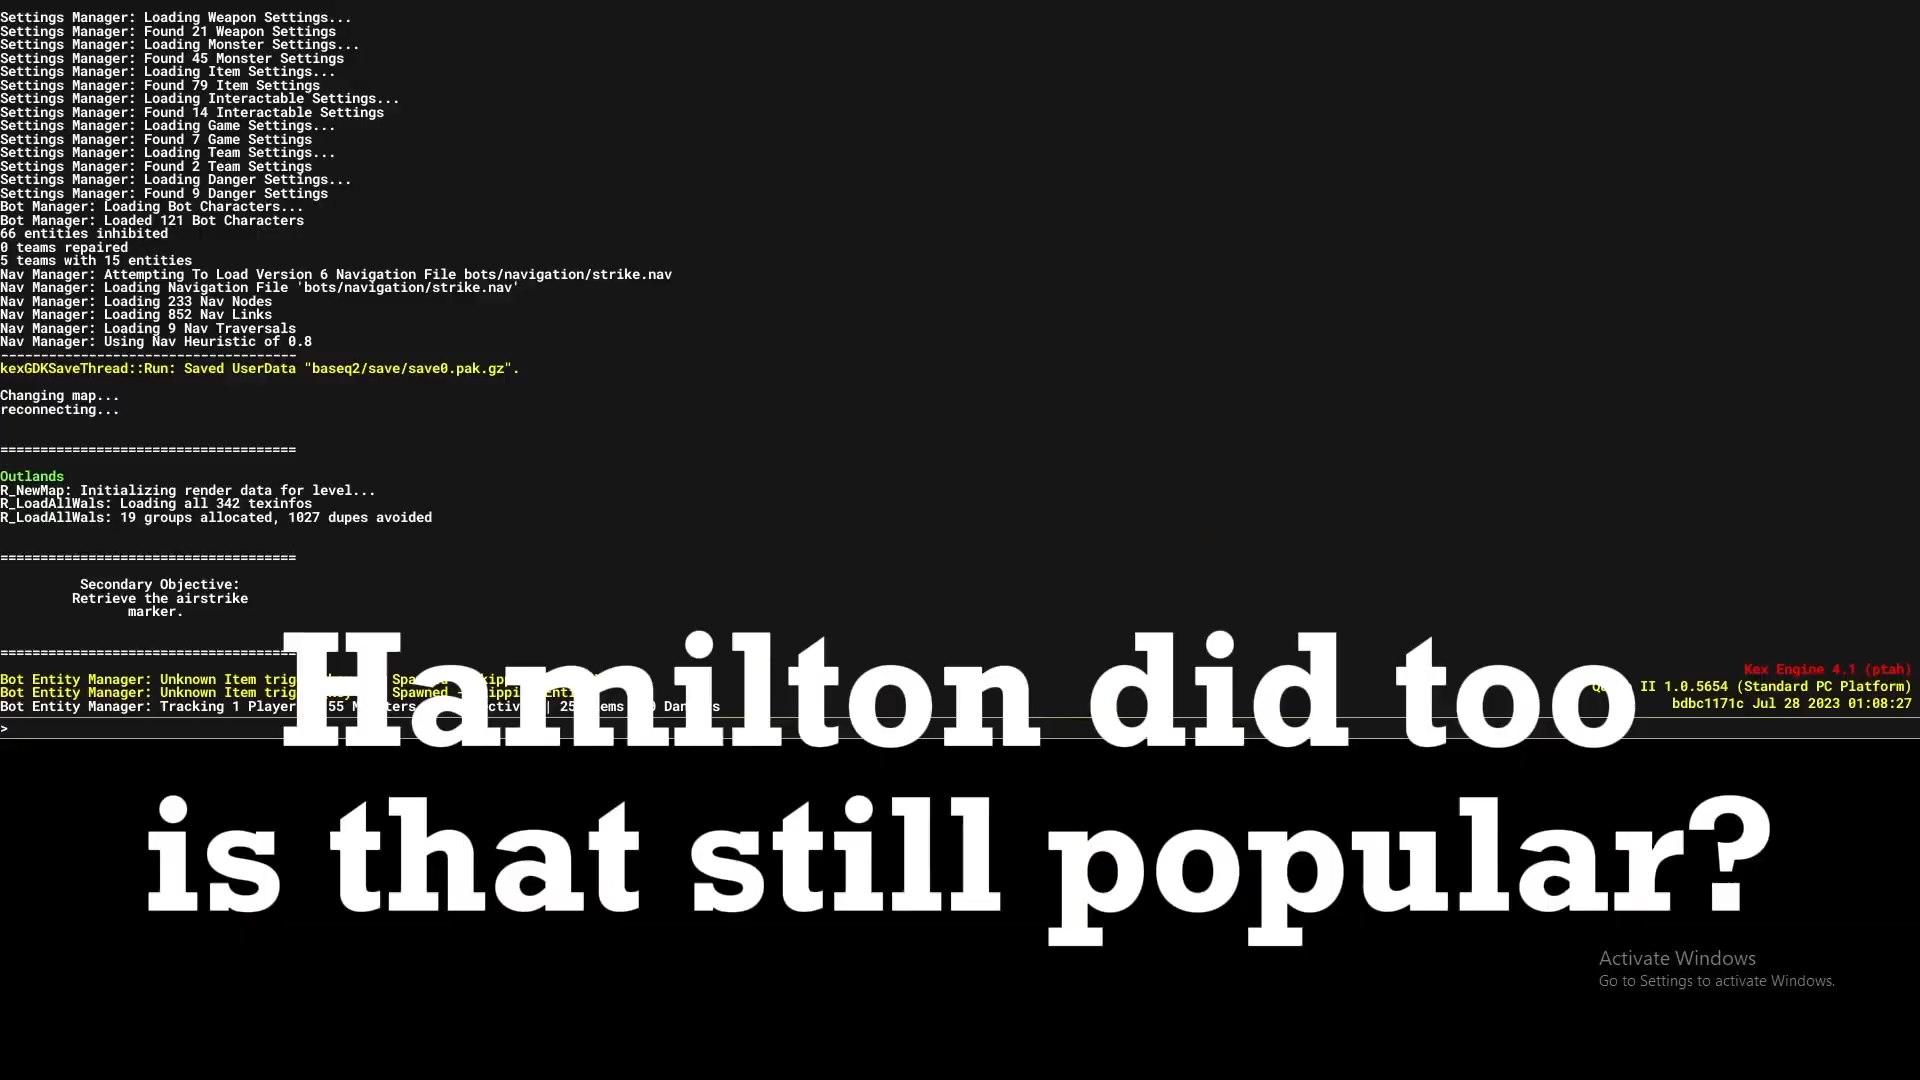 Settings Manager: Loading Weapon Settings...
Settings Manager: Found 21 Weapon Settings
Settings Manager: Loading Monster Settings...
Settings Manager: Found 45 Monster Settings
Settings Manager: Loading Item Settings...
Settings Manager: Found 79 Item Settings
Settings Manager: Loading Interactable Settings...
Settings Manager: Found 14 Interactable Settings
Settings Manager: Loading Game Settings...
Settings Manager: Found 7 Game Settings
Settings Manager: Loading Team Settings...
Settings Manager: Found 2 Team Settings
Settings Manager: Loading Danger Settings...
Settings Manager: Found 9 Danger Settings
Bot Manager: Loading Bot Characters...
Bot Manager: Loaded 121 Bot Characters
66 entities inhibited
0 teams repaired
5 teams with 15 entities
Nav Manager: Attempting To Load Version 6 Navigation File bots/navigation/strike.nav
Nav Manager: Loading Navigation File 'bots/navigation/strike.nav'
Nav Manager: Loading 233 Nav Nodes
Nav Manager: Loading 852 Nav Links
Nav Manager: Loading 9 Nav Traversals
Nav Manager: Using Nav Heuristic of 0.8
-------------------------------------
kexGDKSaveThread::Run: Saved UserData "baseq2/save/save0.pak.gz".
Changing map...
reconnecting...
=====================================
Outlands
R_NewMap: Initializing render data for level...
R_LoadAllWals: Loading all 342 texinfos
R_LoadAllWals: 19 groups allocated, 1027 dupes avoided
=====================================
Secondary Objective:
Retrieve the airstrike
marker.
=====================================
Bot Entity Manager: Unknown Item
Bot Entity Manager: Unknown Item Spawned
Bot Entity Manager: Tracking 1 Player 55
Kex Engine 4.1 (ptah)
II 1.0.5654 (Standard PC Platform)
bdbc1171c Jul 28 2023 01:08:27
>
Hamilton did too
is that still popular?
Activate Windows
Go to Settings to activate Windows.